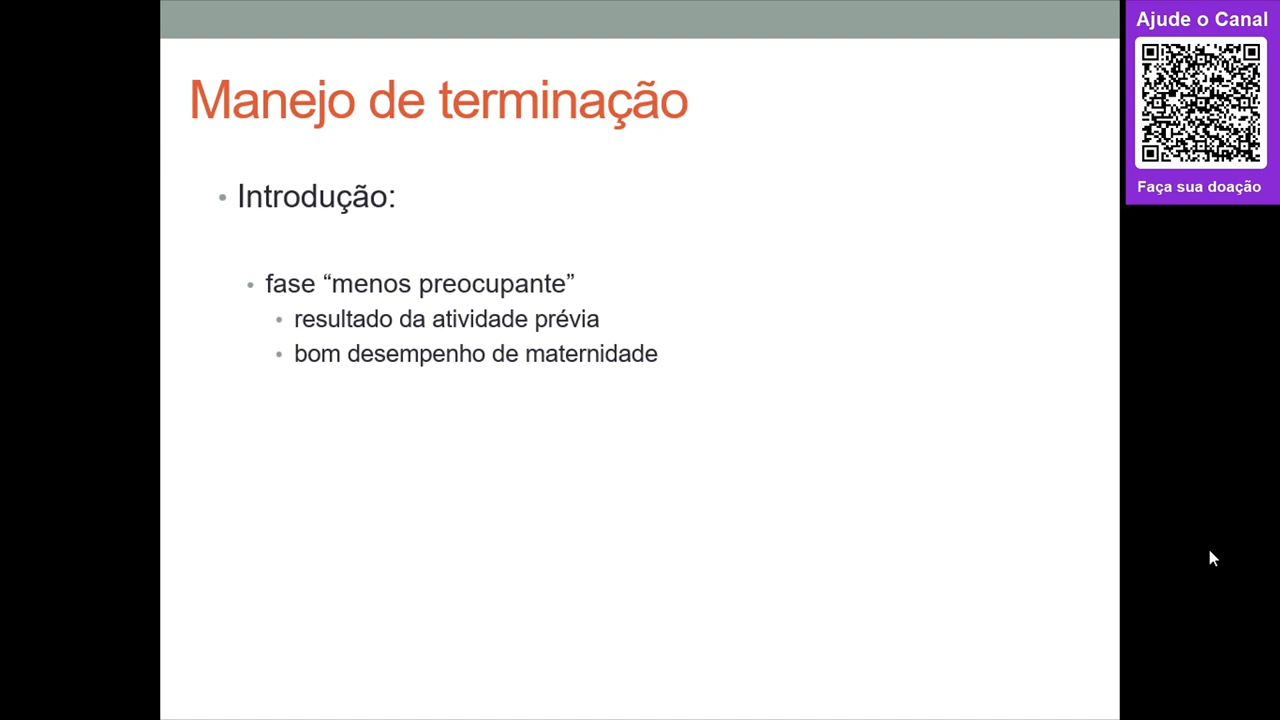 Manejo de terminação
• Introdução:
• fase “menos preocupante”
• resultado da atividade prévia
• bom desempenho de maternidade
Ajude o Canal
Faça sua doação